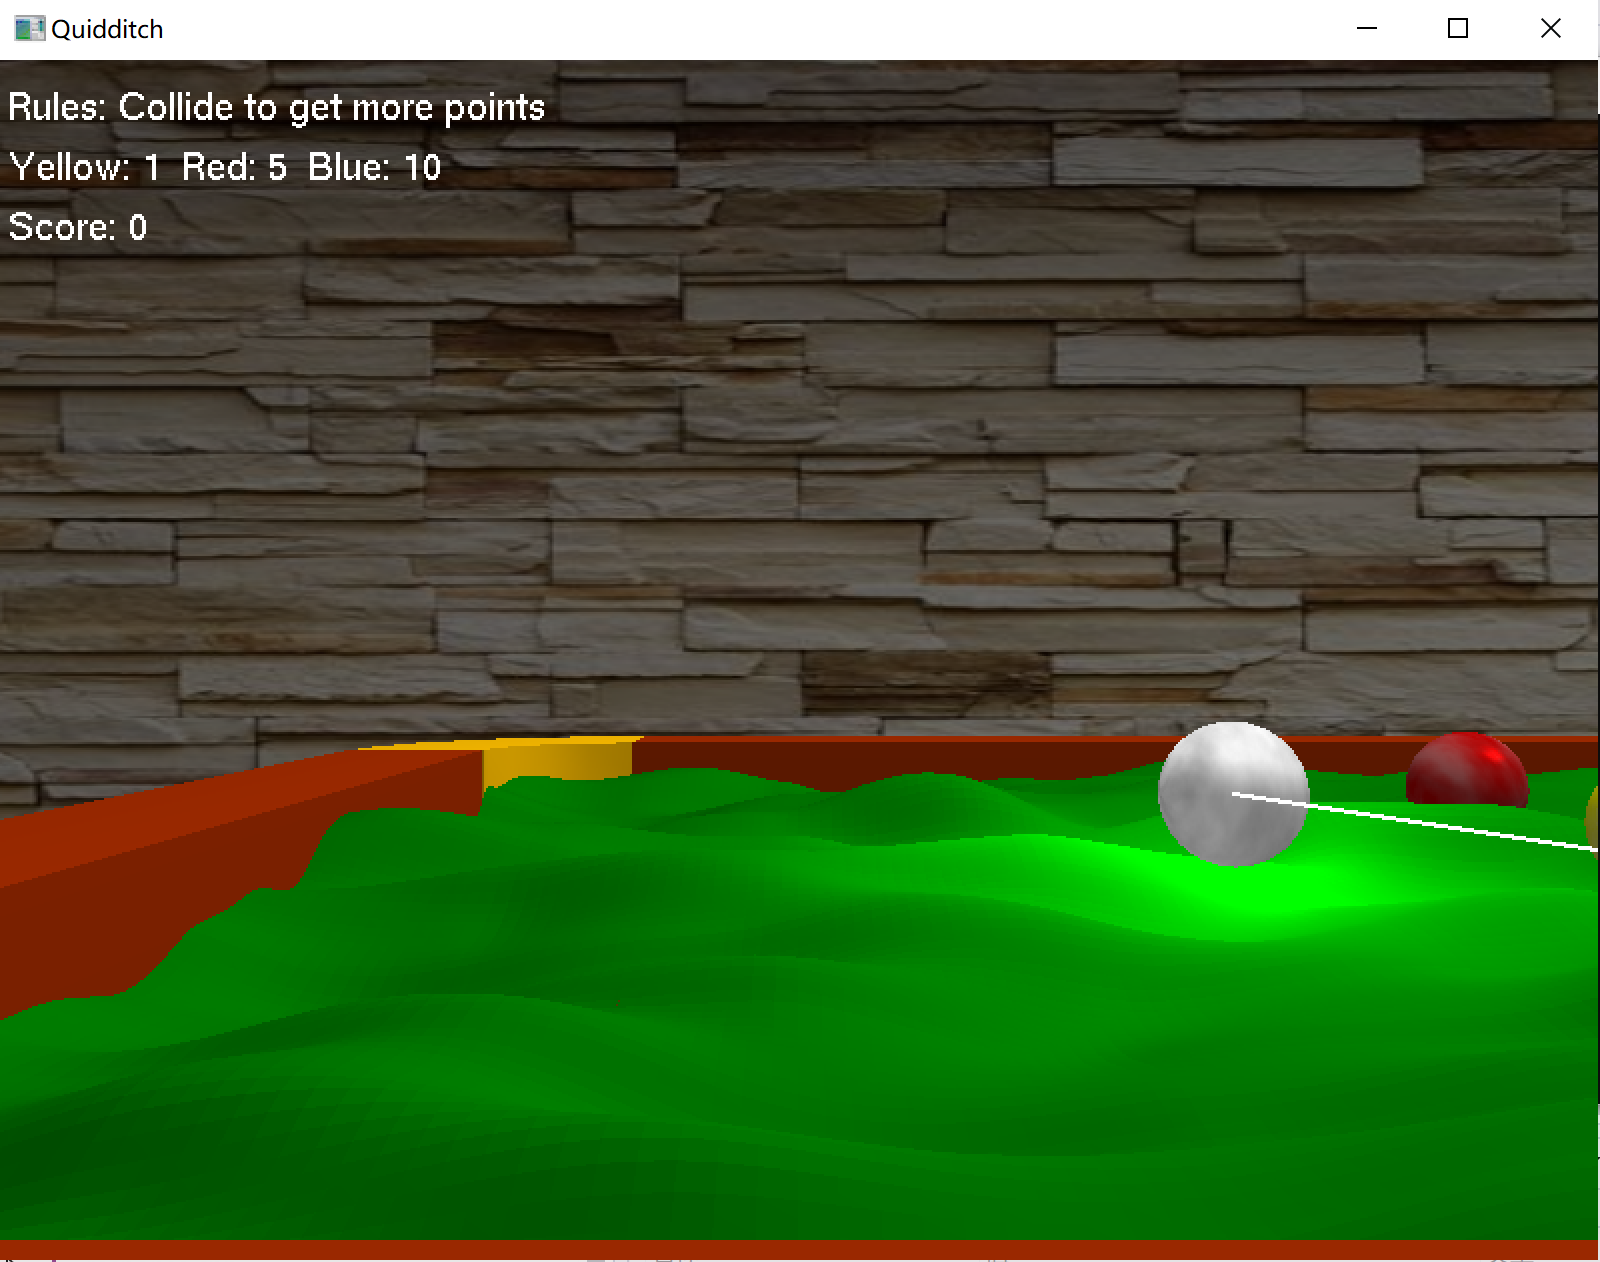 Quidditch
Rules: Collide to get more points
Yellow: 1 Red: 5 Blue: 10
Score: 0